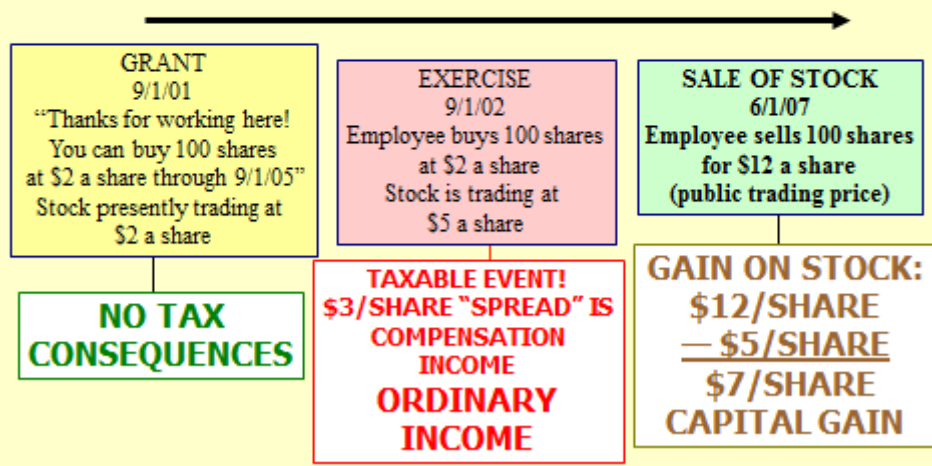 GRANT
9/1/01
“Thanks for working here!
You can buy 100 shares
at $2 a share through 9/1/05”
Stock presently trading at
$2 a share
NO TAX
CONSEQUENCES
EXERCISE
9/1/02
Employee buys 100 shares
at $2 a share
Stock is trading at
$5 a share
TAXABLE EVENT!
$3/SHARE “SPREAD” IS
COMPENSATION
INCOME
ORDINARY
INCOME
SALE OF STOCK
6/1/07
Employee sells 100 shares
for $12 a share
(public trading price)
GAIN ON STOCK:
$12/SHARE
— $5/SHARE
$7/SHARE
CAPITAL GAIN